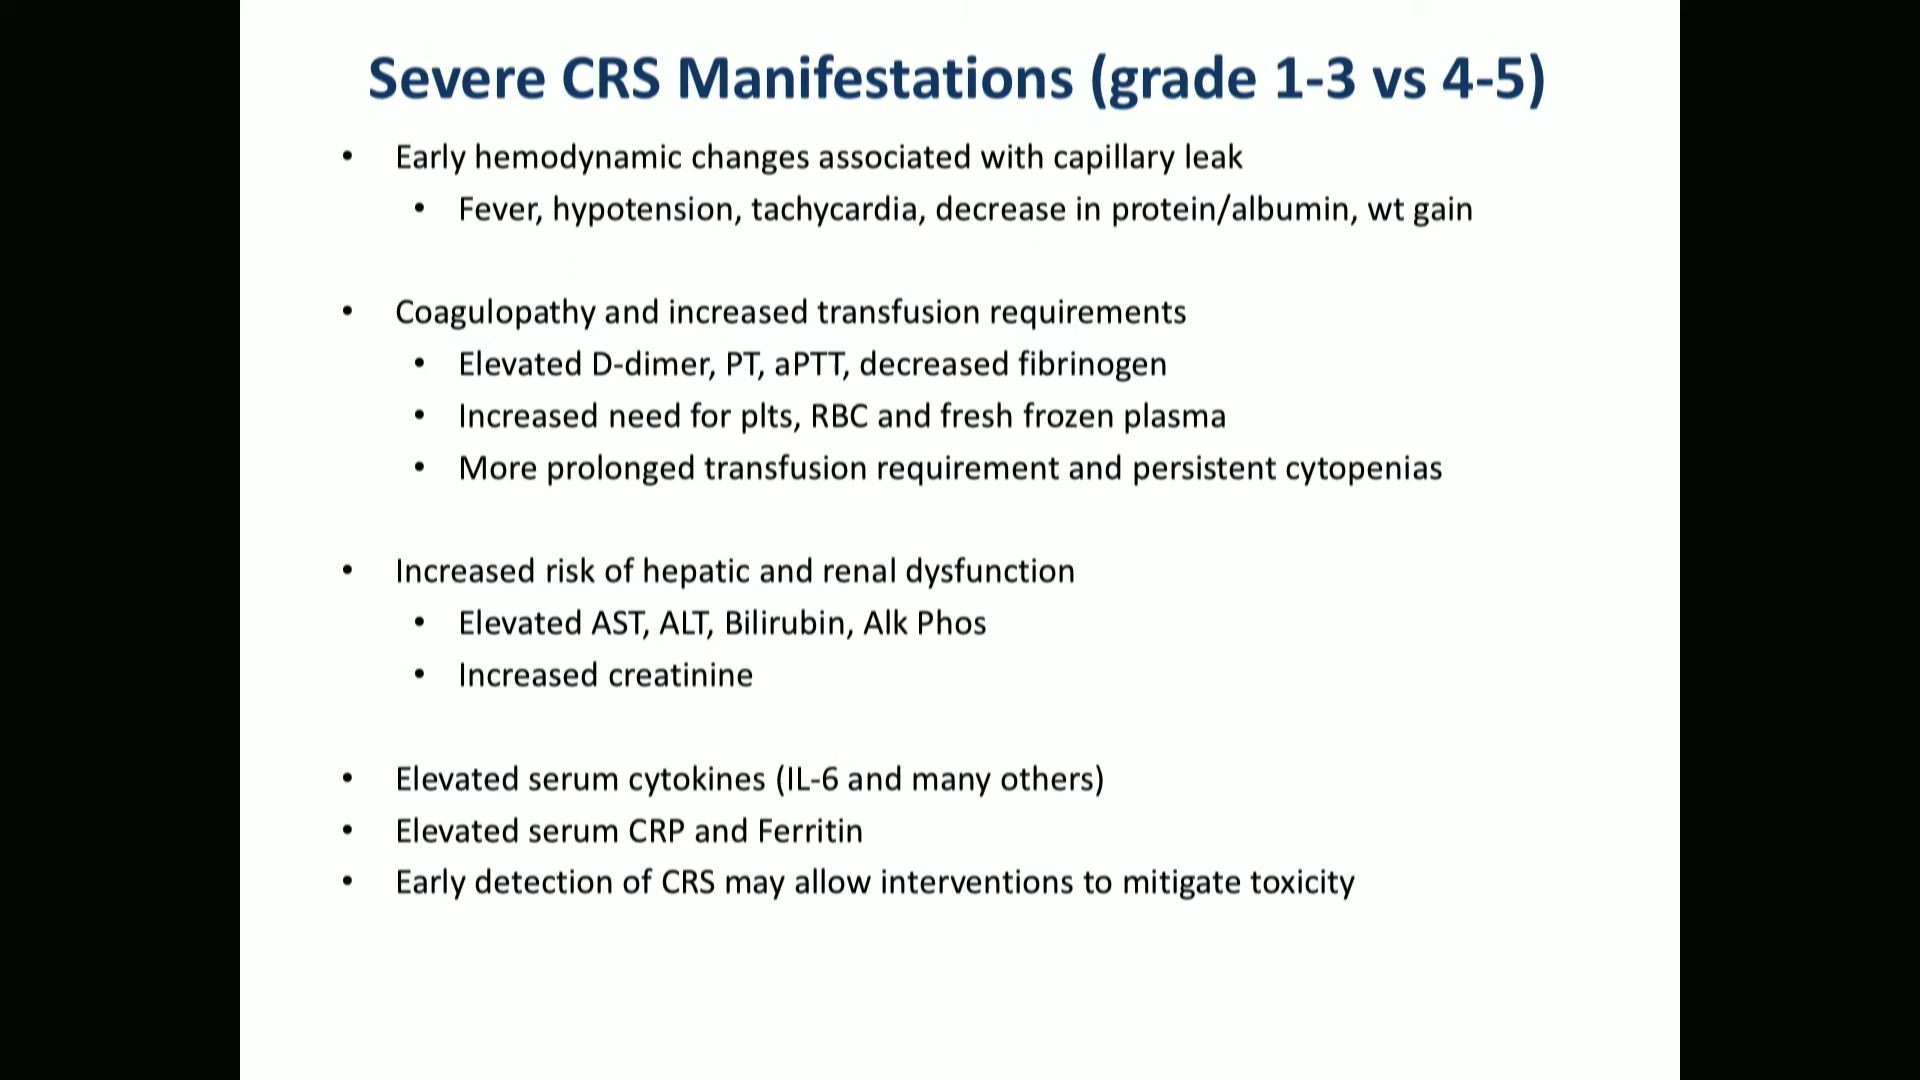 Severe CRS Manifestations (grade 1-3 vs 4-5)
• Early hemodynamic changes associated with capillary leak
• Fever, hypotension, tachycardia, decrease in protein/albumin, wt gain
• Coagulopathy and increased transfusion requirements
• Elevated D-dimer, PT, aPTT, decreased fibrinogen
• Increased need for plts, RBC and fresh frozen plasma
• More prolonged transfusion requirement and persistent cytopenias
• Increased risk of hepatic and renal dysfunction
• Elevated AST, ALT, Bilirubin, Alk Phos
• Increased creatinine
• Elevated serum cytokines (IL-6 and many others)
• Elevated serum CRP and Ferritin
• Early detection of CRS may allow interventions to mitigate toxicity